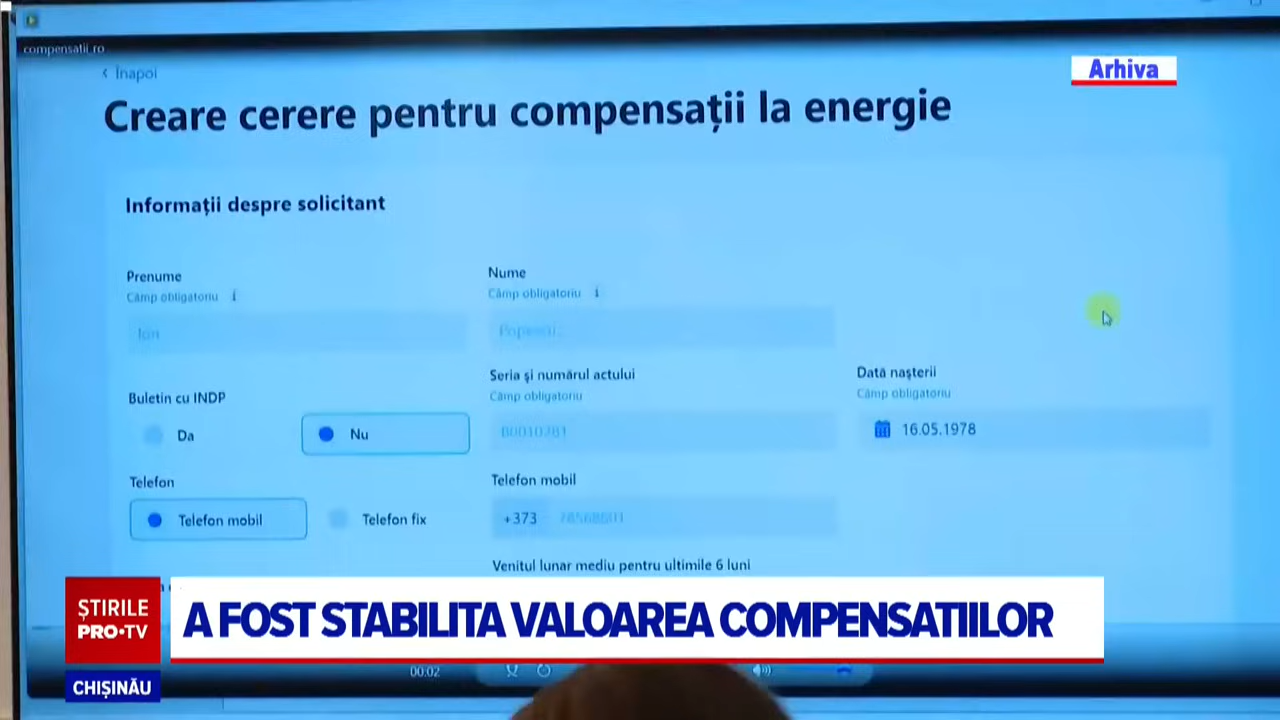 compensatii.ro
Arhiva
Înapoi
Creare cerere pentru compensații la energie
Informații despre solicitant
Prenume
Câmp obligatoriu
Ion
Nume
Câmp obligatoriu
Popescu
Buletin cu INDP
Da
Nu
Seria și numărul actului
Câmp obligatoriu
Dată nașterii
Câmp obligatoriu
16.05.1978
Telefon
Telefon mobil
Telefon fix
Telefon mobil
+373
Venitul lunar mediu pentru ultimile 6 luni
ȘTIRILE
PRO•TV
CHIȘINĂU
A FOST STABILITA VALOAREA COMPENSATIILOR
00:02